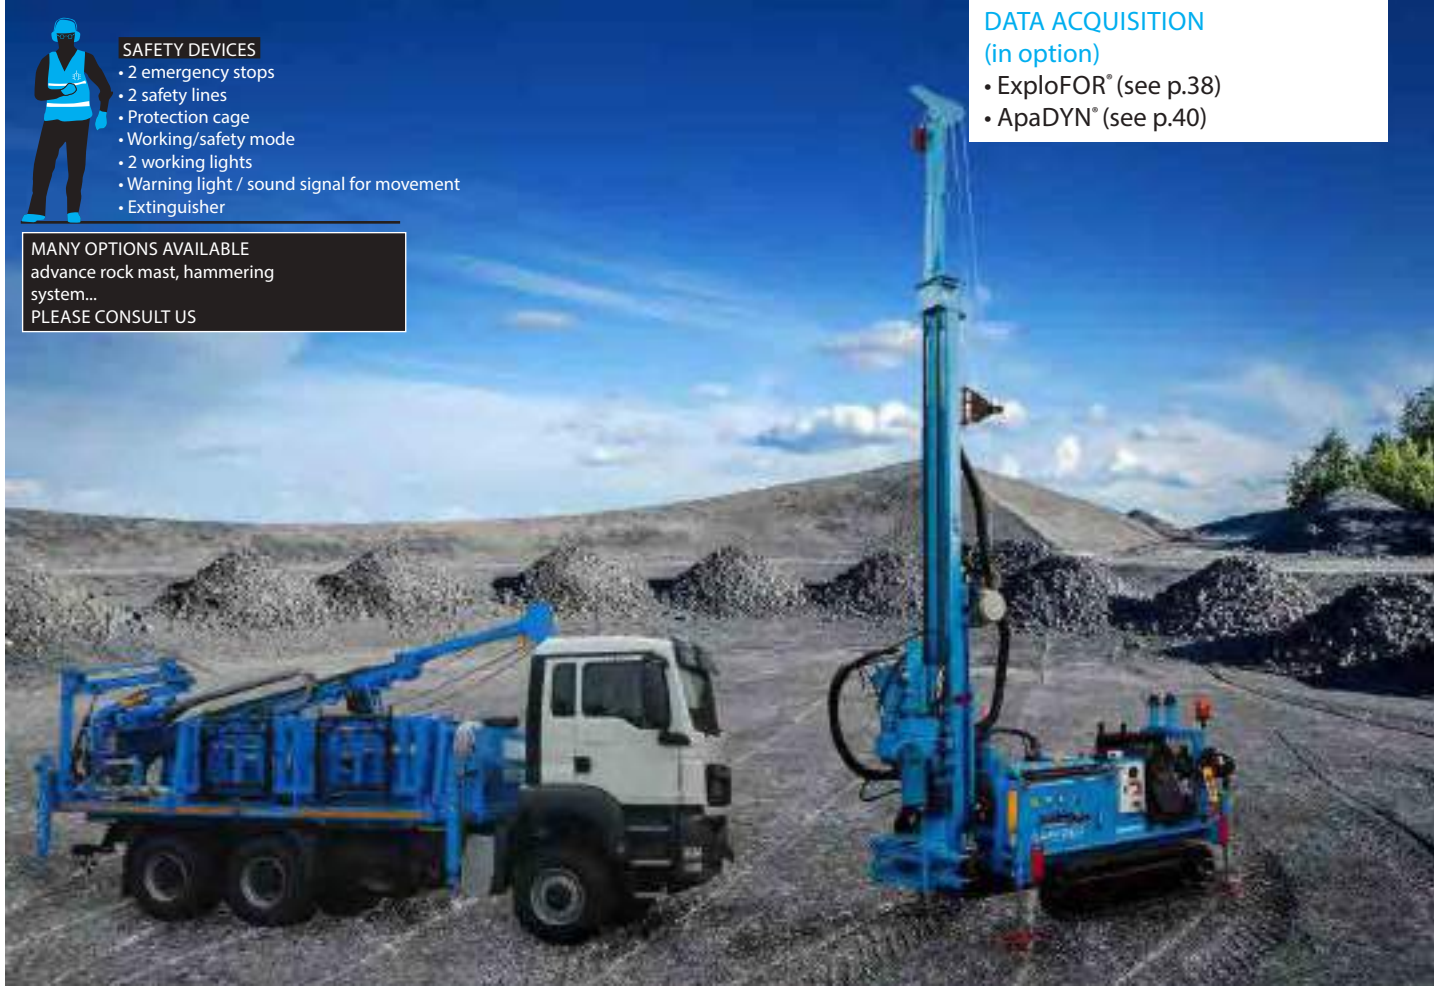 SAFETY DEVICES
• 2 emergency stops
• 2 safety lines
• Protection cage
• Working/safety mode
• 2 working lights
• Warning light / sound signal for movement
• Extinguisher
MANY OPTIONS AVAILABLE
advance rock mast, hammering
system...
PLEASE CONSULT US
DATA ACQUISITION
(in option)
• ExploFOR® (see p.38)
• ApaDYN® (see p.40)